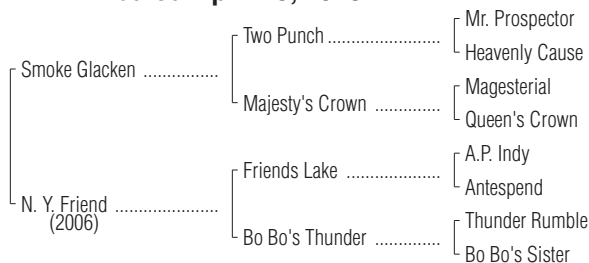 Two Punch ........................
Mr. Prospector
Heavenly Cause
Smoke Glacken ................
Majesty's Crown ..............
Magesterial
Queen's Crown
Friends Lake ....................
A.P. Indy
Antespend
N. Y. Friend ......................
(2006)
Bo Bo's Thunder ..............
Thunder Rumble
Bo Bo's Sister